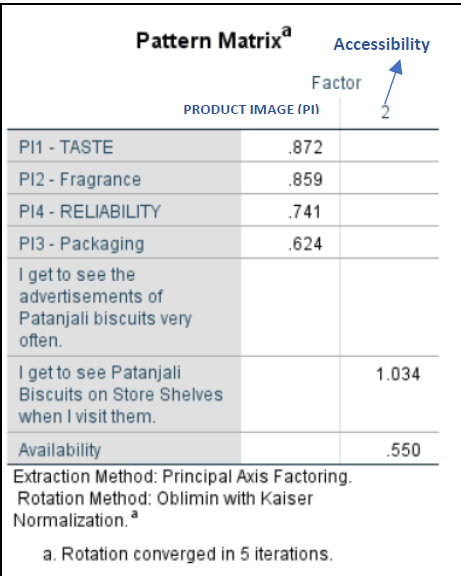 Pattern Matrixa
Accessibility
Factor
PRODUCT IMAGE (PI)
2
PI1 - TASTE .872
PI2 - Fragrance .859
PI4 - RELIABILITY .741
PI3 - Packaging .624
I get to see the
advertisements of
Patanjali biscuits very
often.
I get to see Patanjali 1.034
Biscuits on Store Shelves
when I visit them.
Availability .550
Extraction Method: Principal Axis Factoring.
Rotation Method: Oblimin with Kaiser
Normalization.a
a. Rotation converged in 5 iterations.